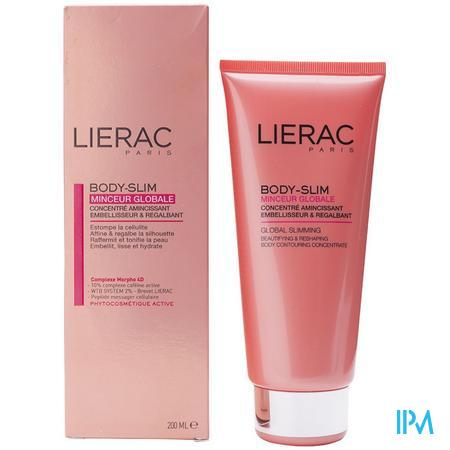 LIERAC
PARIS
BODY-SLIM
MINCEUR GLOBALE
CONCENTRÉ AMINCISSANT
EMBELLISSEUR & REGALBANT
Estompe la cellulite
Affine & regalbe la silhouette
Raffermit et tonifie la peau
Embellit, lisse et hydrate
Complexe Morpho 4D
- 10% complexe caféine active
- WTB SYSTEM 2% - Brevet LIERAC
- Peptide messager cellulaire
PHYTOCOSMÉTIQUE ACTIVE
200 ML e
LIERAC
PARIS
BODY-SLIM
MINCEUR GLOBALE
CONCENTRÉ AMINCISSANT
EMBELLISSEUR & REGALBANT
GLOBAL SLIMMING
BEAUTIFYING & RESHAPING
BODY CONTOURING CONCENTRATE
IPM